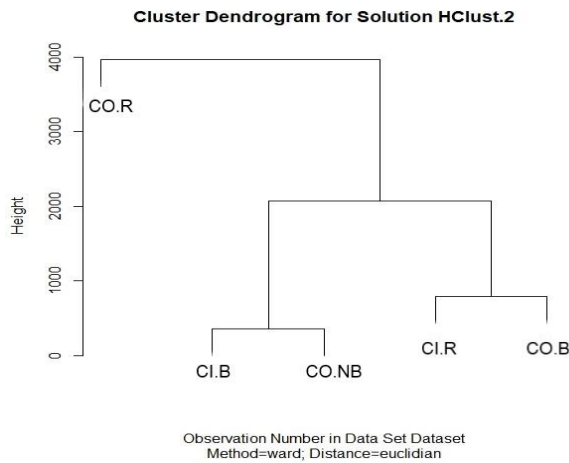 Cluster Dendrogram for Solution HClust.2
Height
4000
3000
2000
1000
0
CO.R
CI.R
CO.B
CI.B
CO.NB
Observation Number in Data Set Dataset
Method=ward; Distance=euclidian